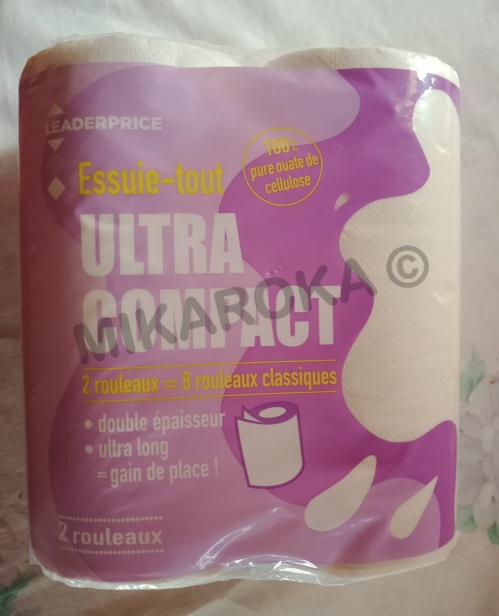 LEADERPRICE
Essuie-tout
100%
pure ouate de
cellulose
ULTRA
COMPACT
MIKAROKA ©
2 rouleaux = 8 rouleaux classiques
• double épaisseur
• ultra long
= gain de place !
2 rouleaux